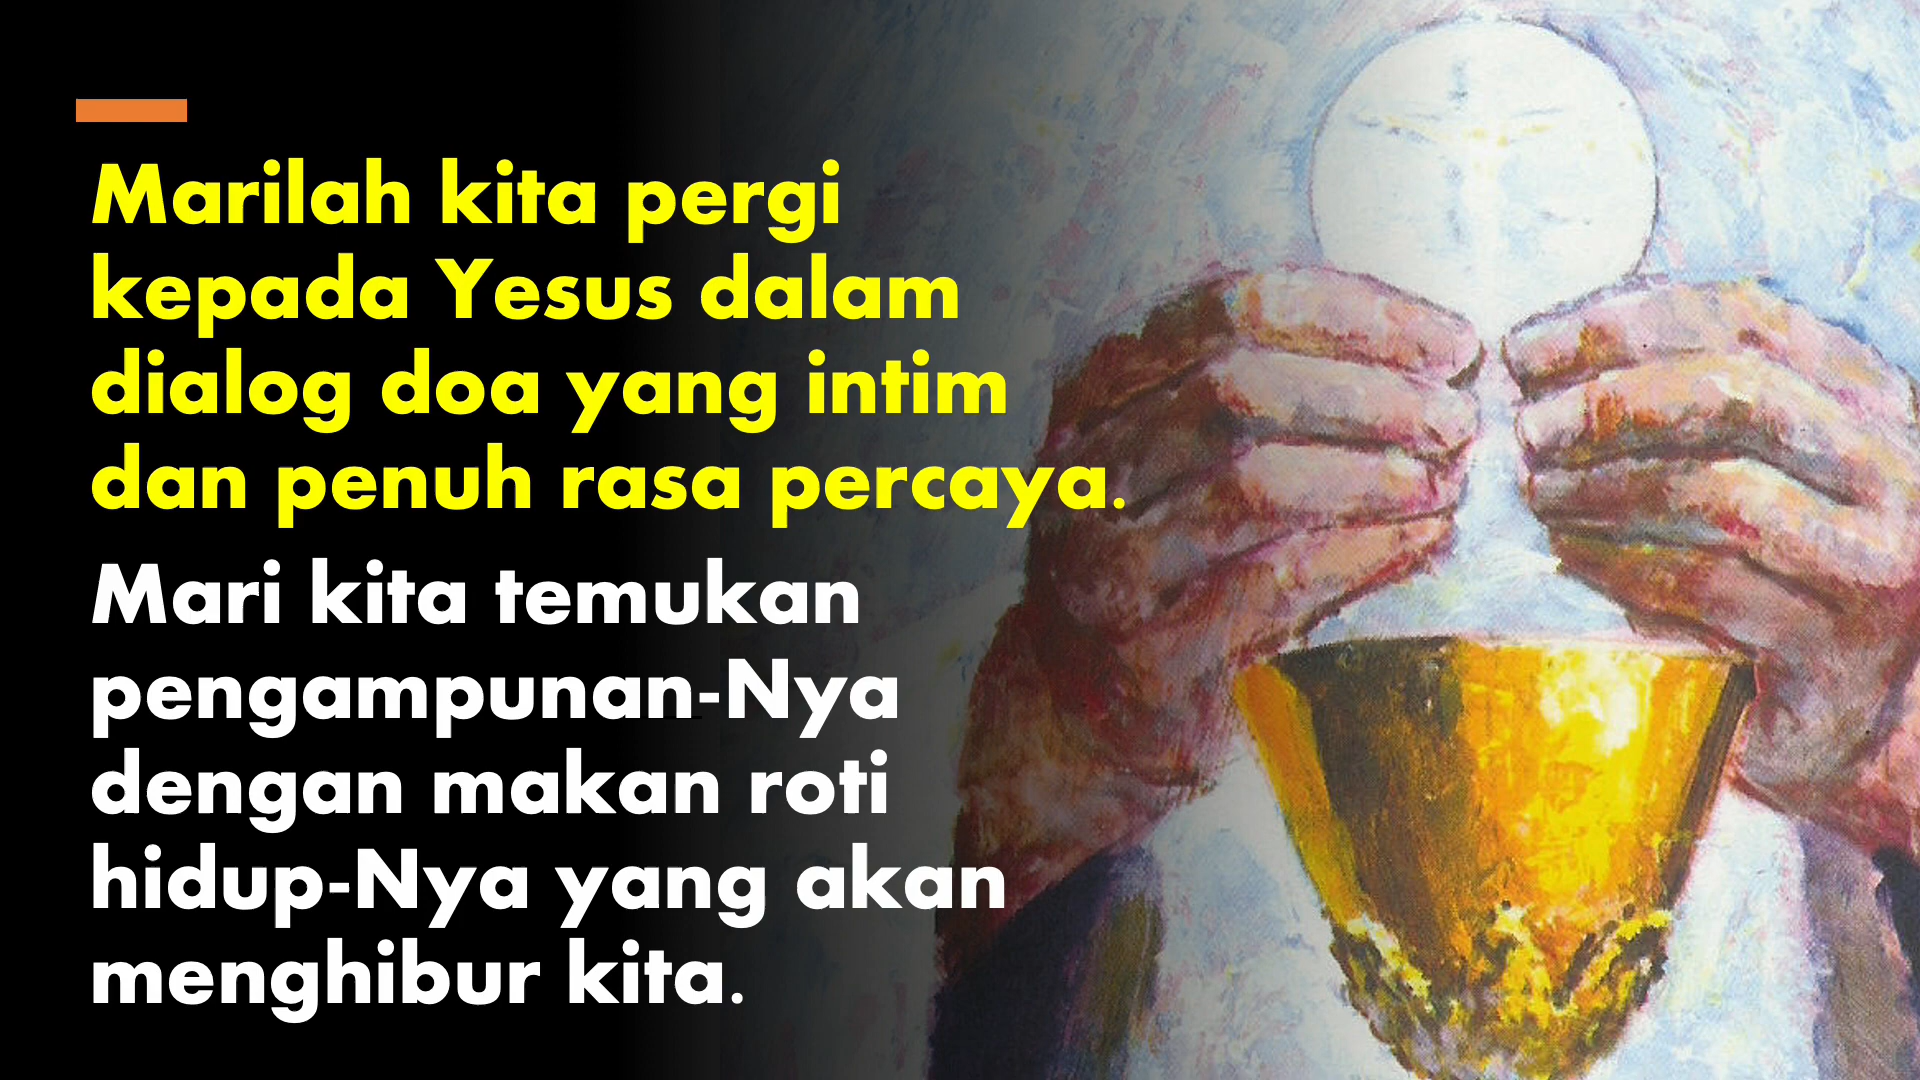 Marilah kita pergi
kepada Yesus dalam
dialog doa yang intim
dan penuh rasa percaya.
Mari kita temukan
pengampunan-Nya
dengan makan roti
hidup-Nya yang akan
menghibur kita.